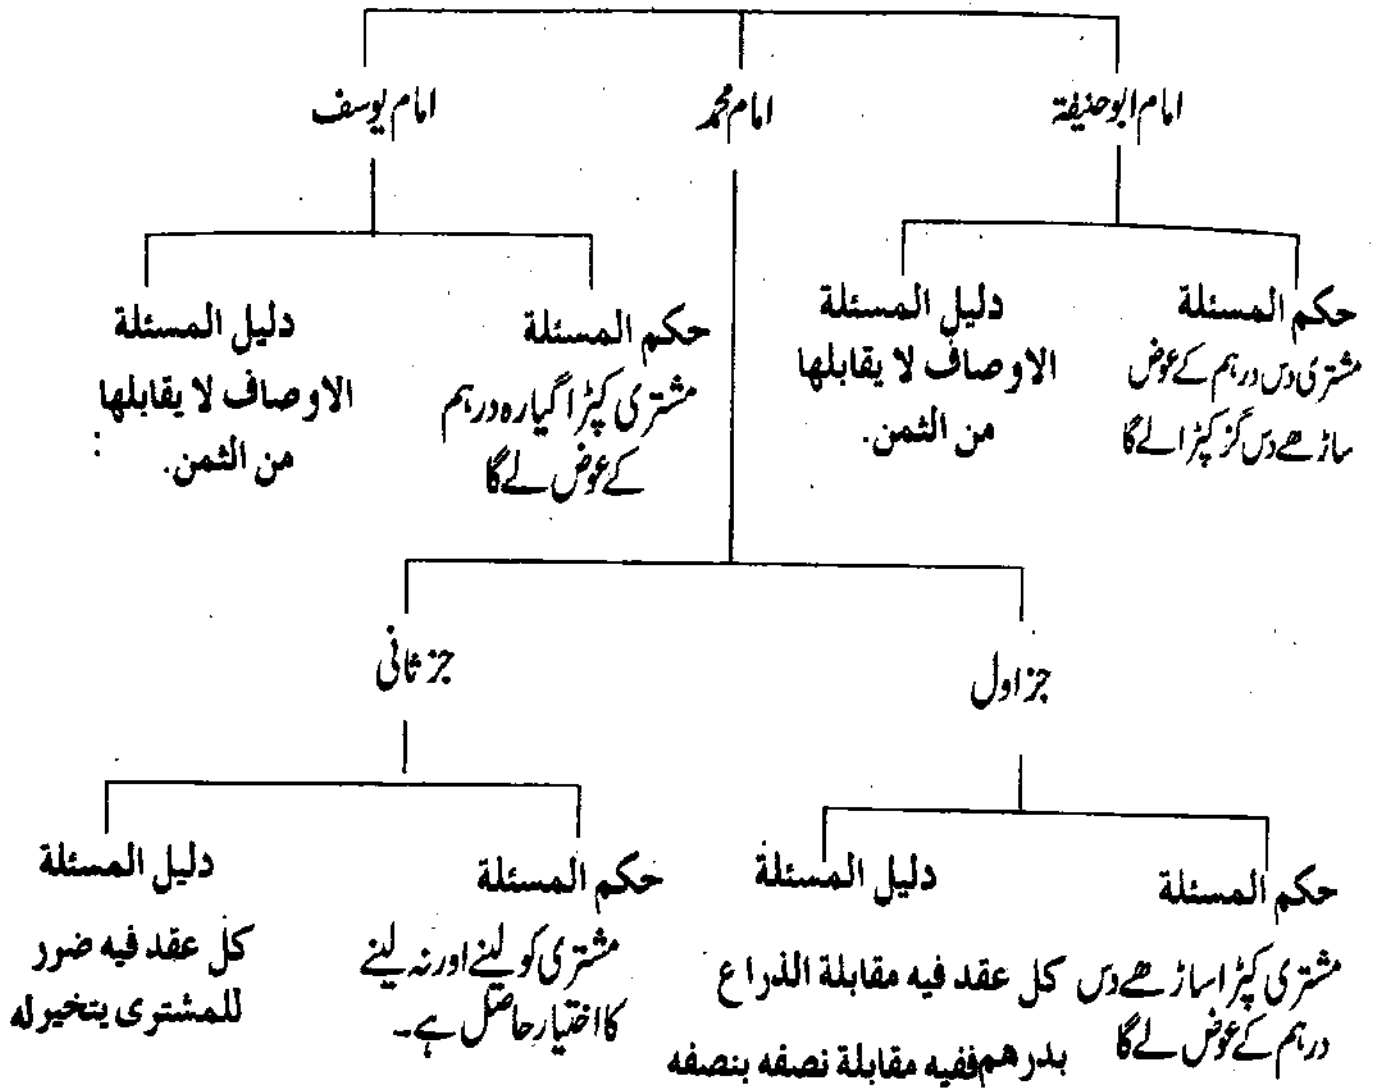 امام ابوحنیفة
امام محمد
امام یوسف
حکم المسئلة
مشتری دس درہم کے عوض
ساڑھے دس گز کپڑا لے گا
دلیل المسئلة
الاوصاف لا یقابلها
من الثمن.
حکم المسئلة
مشتری کپڑا گیارہ درہم
کے عوض لے گا
دلیل المسئلة
الاوصاف لا یقابلها
من الثمن.
جز اول
جز ثانی
حکم المسئلة
مشتری کپڑا ساڑھے دس
درہم کے عوض لے گا
دلیل المسئلة
کل عقد فیه مقابلة الذراع
بدرهم ففیه مقابلة نصفه بنصفه
حکم المسئلة
مشتری کو لینے اور نہ لینے
کا اختیار حاصل ہے۔
دلیل المسئلة
کل عقد فیه ضرر
للمشتری یتخیر له